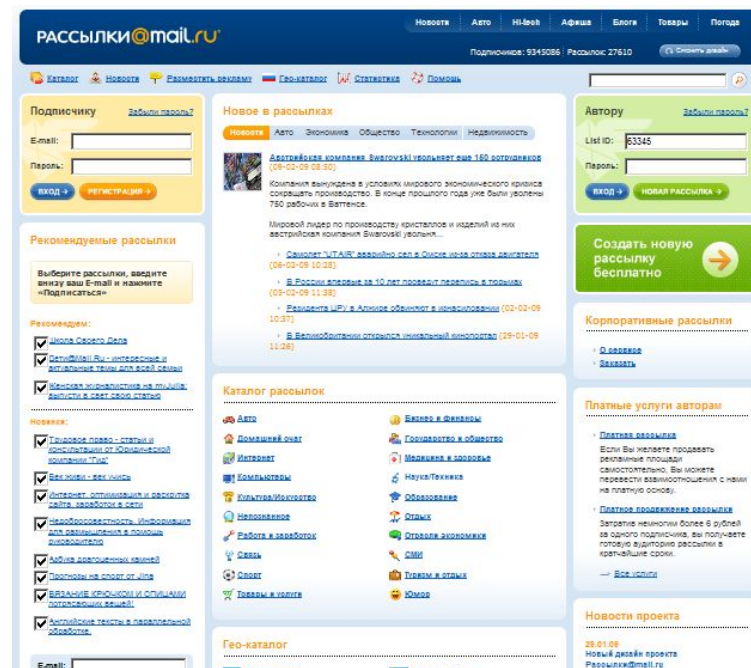 РАССЫЛКИ@mail.ru
Новости Авто Hi-tech Афиша Блоги Товары Погода
Подписчиков: 9345086 Рассылок: 27610 Сменить дизайн
Каталог Новости Разместить рекламу Гео-каталог Статистика Помощь
Подписчику Забыли пароль?
E-mail:
Пароль:
ВХОД РЕГИСТРАЦИЯ
Рекомендуемые рассылки
Выберите рассылки, введите
внизу ваш E-mail и нажмите
«Подписаться»
Рекомендуем:
Школа Своего Дела
Дети@Mail.Ru - интересные и
актуальные темы для всей семьи
Женская журналистика на myJulia:
выпусти в свет свою статью
Новинки:
Трудовое право - статьи и
консультации от Юридической
компании "Гид"
Век живи - век учись
Интернет, оптимизация и раскрутка
сайта, заработок в сети
Недобросовестность. Информация
для размышления в помощь
руководителю
Азбука драгоценных камней
Прогнозы на спорт от Jina
ВЯЗАНИЕ КРЮЧКОМ И СПИЦАМИ
потрясающих вещей!
Английские тексты в параллельной
обработке.
E-mail:
Новое в рассылках
Новости Авто Экономика Общество Технологии Недвижимость
Австрийская компания Swarovski увольняет еще 160 сотрудников
(09-02-09 08:50)
Компания вынуждена в условиях мирового экономического кризиса
сокращать производство. В конце прошлого года уже были уволены
750 рабочих в Ваттенсе.
Мировой лидер по производству кристаллов и изделий из них
австрийская компания Swarovski увольня...
Самолет "UTAIR" аварийно сел в Омске из-за отказа двигателя
(06-02-09 10:28)
В России впервые за 10 лет проведут перепись в тюрьмах
(03-02-09 11:38)
Резидента ЦРУ в Алжире обвиняют в изнасиловании (02-02-09
10:37)
В Великобритании открылся уникальный кинопортал (29-01-09
11:26)
Каталог рассылок
Авто Бизнес и финансы
Домашний очаг Государство и общество
Интернет Медицина и здоровье
Компьютеры Наука/Техника
Культура/Искусство Образование
Непознанное Отдых
Работа и заработок Отрасли экономики
Связь СМИ
Спорт Туризм и отдых
Товары и услуги Юмор
Гео-каталог
Автору Забыли пароль?
List ID: 63345
Пароль:
ВХОД НОВАЯ РАССЫЛКА
Создать новую
рассылку
бесплатно
Корпоративные рассылки
О сервисе
Заказать
Платные услуги авторам
Платная рассылка
Если Вы желаете продавать
рекламные площади
самостоятельно, Вы можете
перевести взаимоотношения с нами
на платную основу.
Платное продвижение рассылки
Затратив немногим более 6 рублей
за одного подписчика, вы получаете
готовую аудиторию рассылки в
кратчайшие сроки.
Все услуги
Новости проекта
29.01.09
Новый дизайн проекта
Рассылки@mail.ru